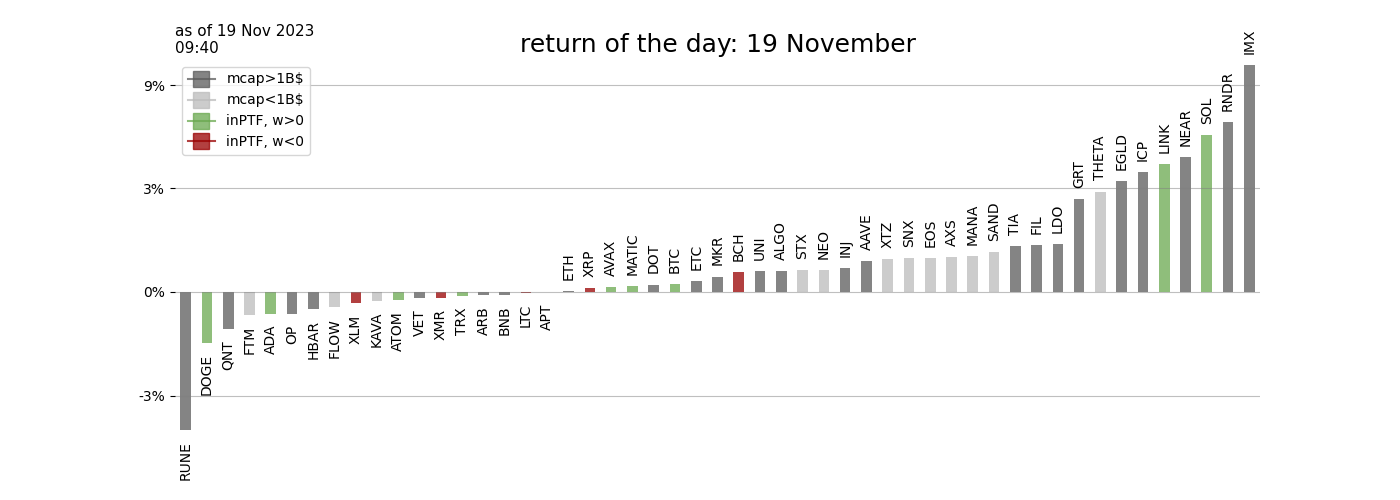 as of 19 Nov 2023
09:40
return of the day: 19 November
mcap>1B$
mcap<1B$
inPTF, w>0
inPTF, w<0
9%
3%
0%
-3%
RUNE
DOGE
QNT
FTM
ADA
OP
HBAR
FLOW
XLM
KAVA
ATOM
VET
XMR
TRX
ARB
BNB
LTC
APT
ETH
XRP
AVAX
MATIC
DOT
BTC
ETC
MKR
BCH
UNI
ALGO
STX
NEO
INJ
AAVE
XTZ
SNX
EOS
AXS
MANA
SAND
TIA
FIL
LDO
GRT
THETA
EGLD
ICP
LINK
NEAR
SOL
RNDR
IMX